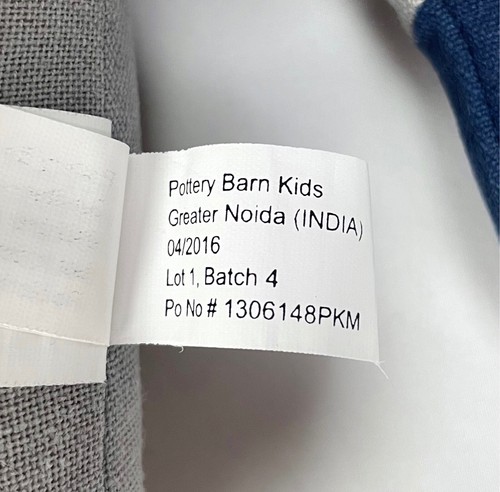 Pottery Barn Kids
Greater Noida (INDIA)
04/2016
Lot 1, Batch 4
Po No # 1306148PKM